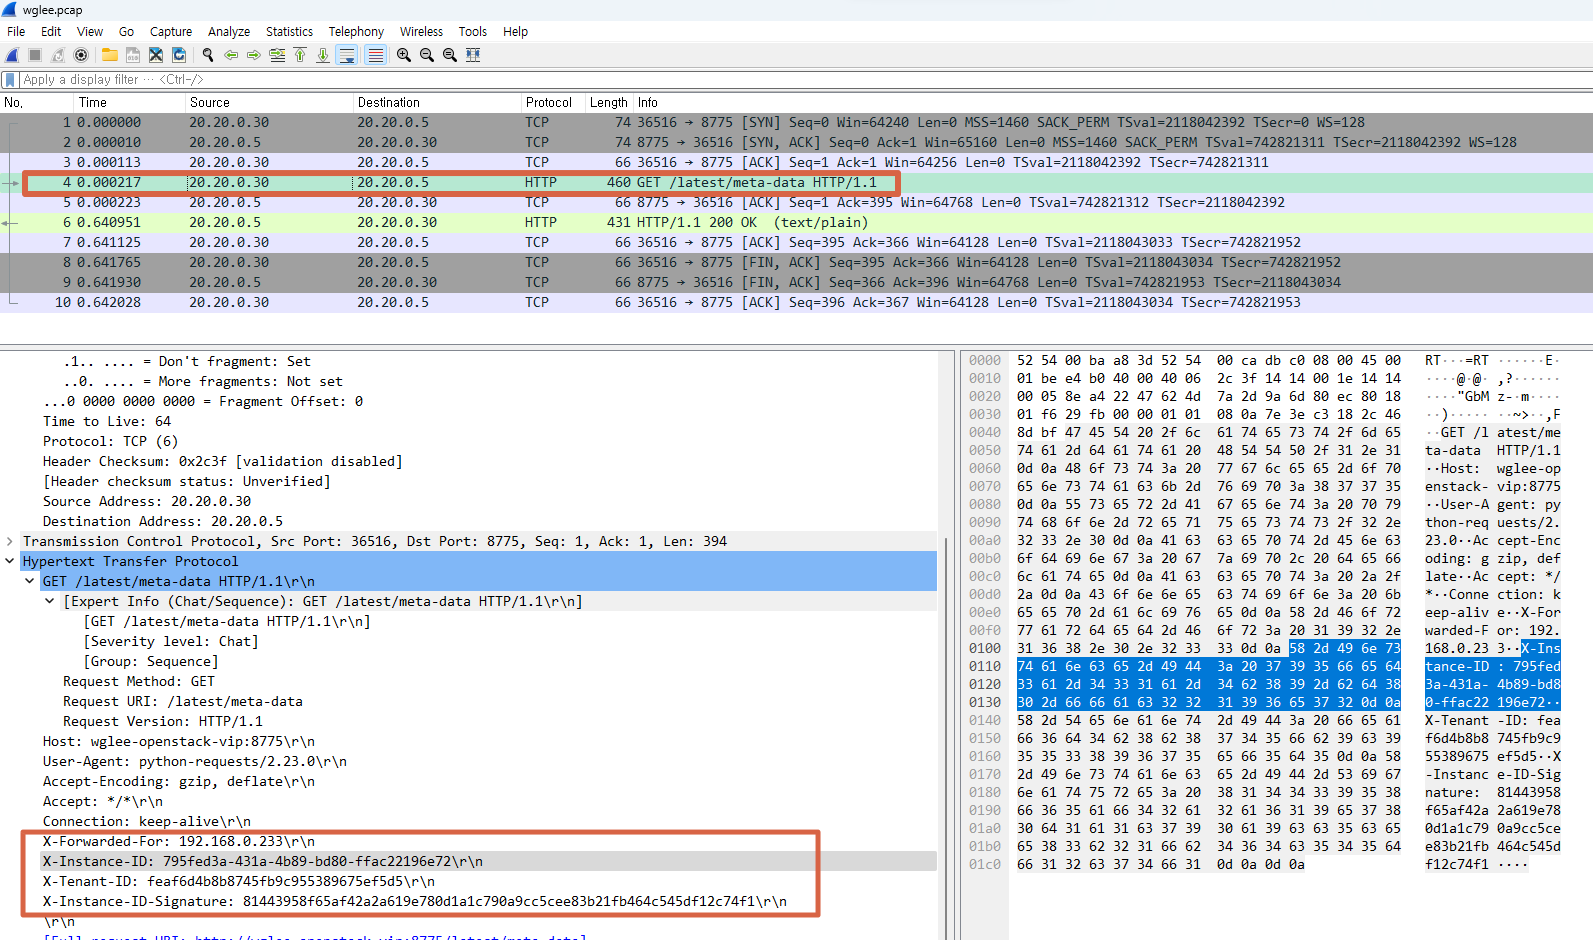 wglee.pcap
File Edit View Go Capture Analyze Statistics Telephony Wireless Tools Help
Apply a display filter ··· <Ctrl-/>
No. Time Source Destination Protocol Length Info
1 0.000000 20.20.0.30 20.20.0.5 TCP 74 36516 → 8775 [SYN] Seq=0 Win=64240 Len=0 MSS=1460 SACK_PERM TSval=2118042392 TSecr=0 WS=128
2 0.000010 20.20.0.5 20.20.0.30 TCP 74 8775 → 36516 [SYN, ACK] Seq=0 Ack=1 Win=65160 Len=0 MSS=1460 SACK_PERM TSval=742821311 TSecr=2118042392 WS=128
3 0.000113 20.20.0.30 20.20.0.5 TCP 66 36516 → 8775 [ACK] Seq=1 Ack=1 Win=64256 Len=0 TSval=2118042392 TSecr=742821311
4 0.000217 20.20.0.30 20.20.0.5 HTTP 460 GET /latest/meta-data HTTP/1.1
5 0.000223 20.20.0.5 20.20.0.30 TCP 66 8775 → 36516 [ACK] Seq=1 Ack=395 Win=64768 Len=0 TSval=742821312 TSecr=2118042392
6 0.640951 20.20.0.5 20.20.0.30 HTTP 431 HTTP/1.1 200 OK  (text/plain)
7 0.641125 20.20.0.30 20.20.0.5 TCP 66 36516 → 8775 [ACK] Seq=395 Ack=366 Win=64128 Len=0 TSval=2118043033 TSecr=742821952
8 0.641765 20.20.0.30 20.20.0.5 TCP 66 36516 → 8775 [FIN, ACK] Seq=395 Ack=366 Win=64128 Len=0 TSval=2118043034 TSecr=742821952
9 0.641930 20.20.0.5 20.20.0.30 TCP 66 8775 → 36516 [FIN, ACK] Seq=366 Ack=396 Win=64768 Len=0 TSval=742821953 TSecr=2118043034
10 0.642028 20.20.0.30 20.20.0.5 TCP 66 36516 → 8775 [ACK] Seq=396 Ack=367 Win=64128 Len=0 TSval=2118043034 TSecr=742821953
.1.. .... = Don't fragment: Set
..0. .... = More fragments: Not set
...0 0000 0000 0000 = Fragment Offset: 0
Time to Live: 64
Protocol: TCP (6)
Header Checksum: 0x2c3f [validation disabled]
[Header checksum status: Unverified]
Source Address: 20.20.0.30
Destination Address: 20.20.0.5
Transmission Control Protocol, Src Port: 36516, Dst Port: 8775, Seq: 1, Ack: 1, Len: 394
Hypertext Transfer Protocol
GET /latest/meta-data HTTP/1.1\r\n
[Expert Info (Chat/Sequence): GET /latest/meta-data HTTP/1.1\r\n]
[GET /latest/meta-data HTTP/1.1\r\n]
[Severity level: Chat]
[Group: Sequence]
Request Method: GET
Request URI: /latest/meta-data
Request Version: HTTP/1.1
Host: wglee-openstack-vip:8775\r\n
User-Agent: python-requests/2.23.0\r\n
Accept-Encoding: gzip, deflate\r\n
Accept: */*\r\n
Connection: keep-alive\r\n
X-Forwarded-For: 192.168.0.233\r\n
X-Instance-ID: 795fed3a-431a-4b89-bd80-ffac22196e72\r\n
X-Tenant-ID: feaf6d4b8b8745fb9c955389675ef5d5\r\n
X-Instance-ID-Signature: 81443958f65af42a2a619e780d1a1c790a9cc5cee83b21fb464c545df12c74f1\r\n
\r\n
[Full request URI: http://wglee-openstack-vip:8775/latest/meta-data]
0000 52 54 00 ba a8 3d 52 54 00 ca db c0 08 00 45 00 RT···=RT ······E·
0010 01 be e4 b0 40 00 40 06 2c 3f 14 14 00 1e 14 14 ····@·@· ,?······
0020 00 05 8e a4 22 47 62 4d 7a 2d 9a 6d 80 ec 80 18 ····"GbM z-·m····
0030 01 f6 29 fb 00 00 01 01 08 0a 7e 3e c3 18 2c 46 ··)····· ··~>··,F
0040 8d bf 47 45 54 20 2f 6c 61 74 65 73 74 2f 6d 65 ··GET /l atest/me
0050 74 61 2d 64 61 74 61 20 48 54 54 50 2f 31 2e 31 ta-data HTTP/1.1
0060 0d 0a 48 6f 73 74 3a 20 77 67 6c 65 65 2d 6f 70 ··Host: wglee-op
0070 65 6e 73 74 61 63 6b 2d 76 69 70 3a 38 37 37 35 enstack- vip:8775
0080 0d 0a 55 73 65 72 2d 41 67 65 6e 74 3a 20 70 79 ··User-A gent: py
0090 74 68 6f 6e 2d 72 65 71 75 65 73 74 73 2f 32 2e thon-req uests/2.
00a0 32 33 2e 30 0d 0a 41 63 63 65 70 74 2d 45 6e 63 23.0··Ac cept-Enc
00b0 6f 64 69 6e 67 3a 20 67 7a 69 70 2c 20 64 65 66 oding: g zip, def
00c0 6c 61 74 65 0d 0a 41 63 63 65 70 74 3a 20 2a 2f late··Ac cept: */
00d0 2a 0d 0a 43 6f 6e 6e 65 63 74 69 6f 6e 3a 20 6b *··Conne ction: k
00e0 65 65 70 2d 61 6c 69 76 65 0d 0a 58 2d 46 6f 72 eep-aliv e··X-For
00f0 77 61 72 64 65 64 2d 46 6f 72 3a 20 31 39 32 2e warded-F or: 192.
0100 31 36 38 2e 30 2e 32 33 33 0d 0a 58 2d 49 6e 73 168.0.23 3··X-Ins
0110 74 61 6e 63 65 2d 49 44 3a 20 37 39 35 66 65 64 tance-ID : 795fed
0120 33 61 2d 34 33 31 61 2d 34 62 38 39 2d 62 64 38 3a-431a- 4b89-bd8
0130 30 2d 66 66 61 63 32 32 31 39 36 65 37 32 0d 0a 0-ffac22 196e72··
0140 58 2d 54 65 6e 61 6e 74 2d 49 44 3a 20 66 65 61 X-Tenant -ID: fea
0150 66 36 64 34 62 38 62 38 37 34 35 66 62 39 63 39 f6d4b8b8 745fb9c9
0160 35 35 33 38 39 36 37 35 65 66 35 64 35 0d 0a 58 55389675 ef5d5··X
0170 2d 49 6e 73 74 61 6e 63 65 2d 49 44 2d 53 69 67 -Instanc e-ID-Sig
0180 6e 61 74 75 72 65 3a 20 38 31 34 34 33 39 35 38 nature: 81443958
0190 66 36 35 61 66 34 32 61 32 61 36 31 39 65 37 38 f65af42a 2a619e78
01a0 30 64 31 61 31 63 37 39 30 61 39 63 63 35 63 65 0d1a1c79 0a9cc5ce
01b0 65 38 33 62 32 31 66 62 34 36 34 63 35 34 35 64 e83b21fb 464c545d
01c0 66 31 32 63 37 34 66 31 0d 0a 0d 0a f12c74f1 ····